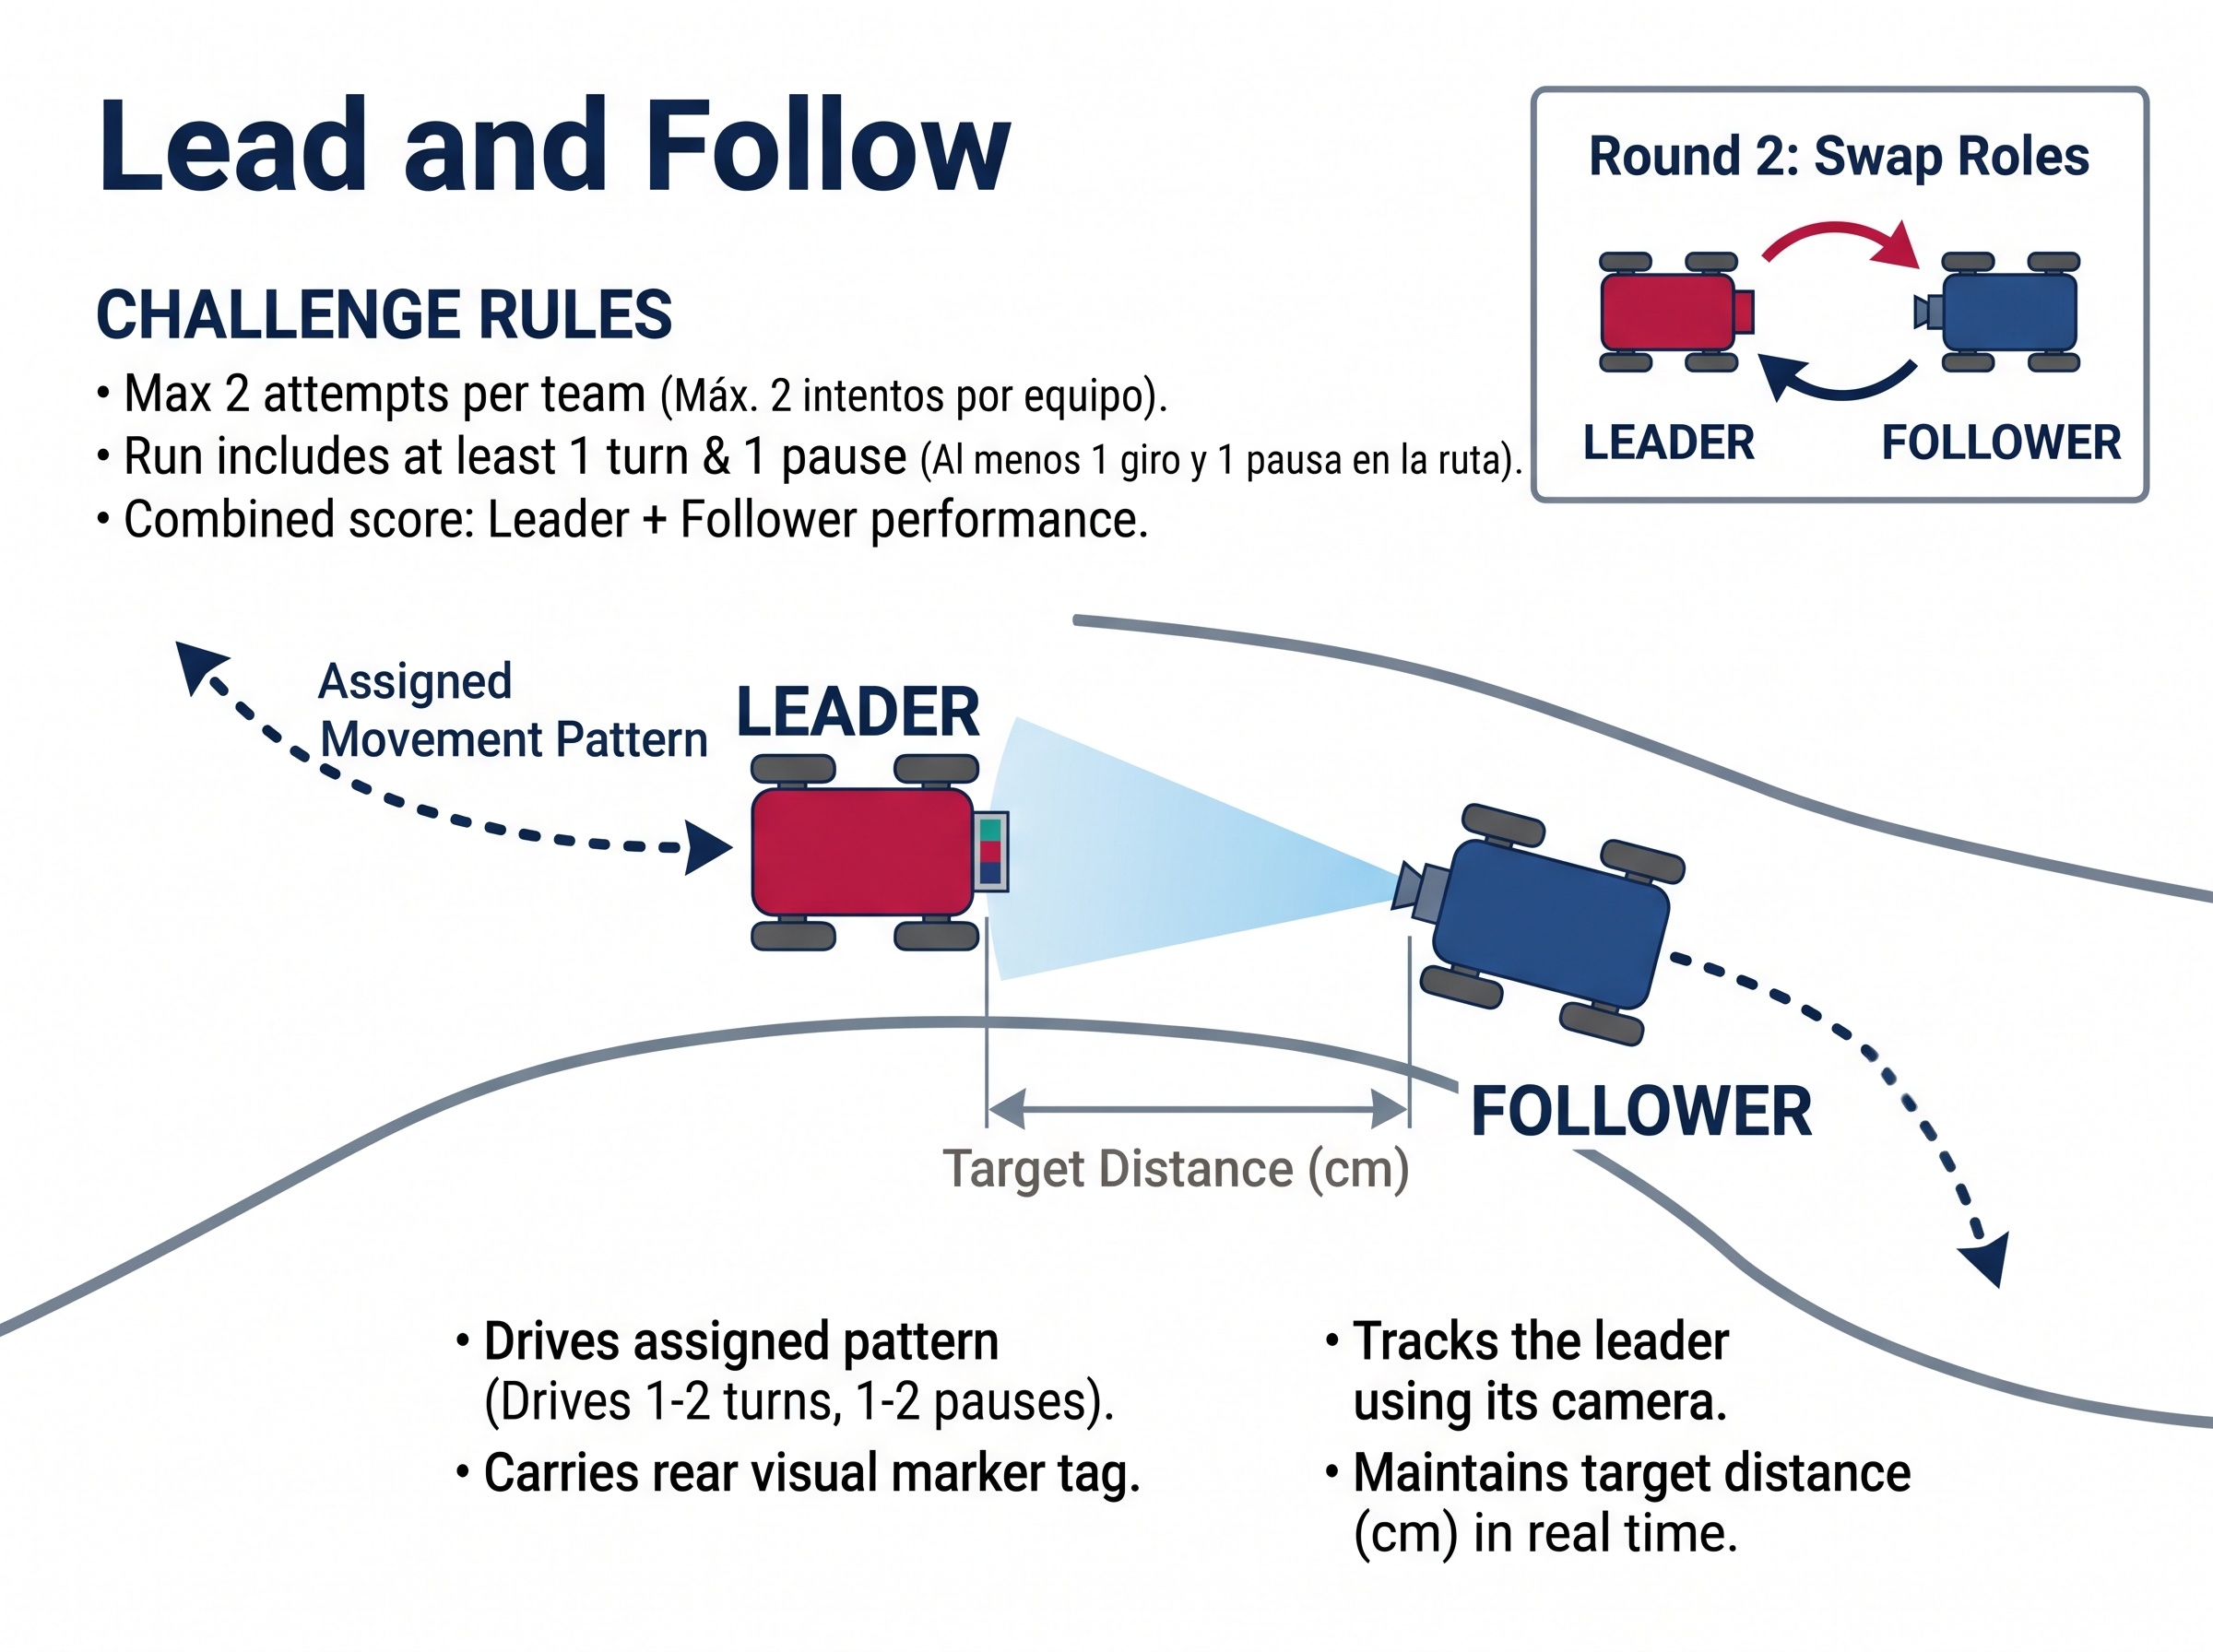 Lead and Follow
CHALLENGE RULES
• Max 2 attempts per team (Máx. 2 intentos por equipo).
• Run includes at least 1 turn & 1 pause (Al menos 1 giro y 1 pausa en la ruta).
• Combined score: Leader + Follower performance.
Round 2: Swap Roles
LEADER
FOLLOWER
Assigned
Movement Pattern
LEADER
FOLLOWER
Target Distance (cm)
• Drives assigned pattern
(Drives 1-2 turns, 1-2 pauses).
• Carries rear visual marker tag.
• Tracks the leader
using its camera.
• Maintains target distance
(cm) in real time.